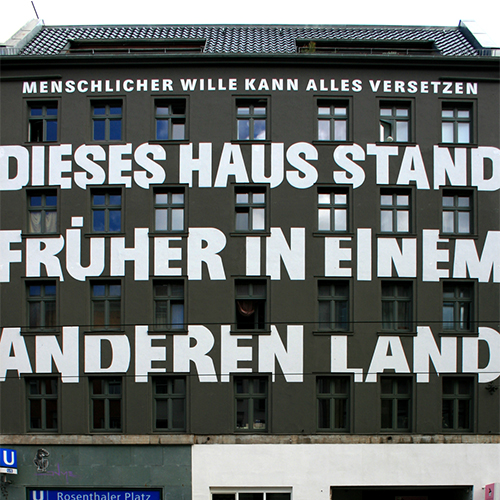 MENSCHLICHER WILLE KANN ALLES VERSETZEN
DIESES HAUS STAND
FRÜHER IN EINEM
ANDEREN LAND
U
U Rosenthaler Platz